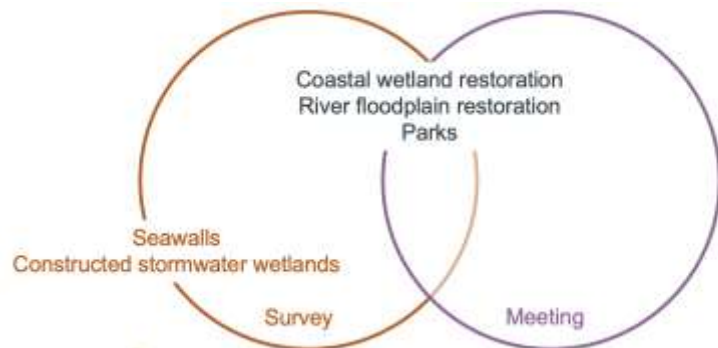 Coastal wetland restoration
River floodplain restoration
Parks
Seawalls
Constructed stormwater wetlands
Survey
Meeting